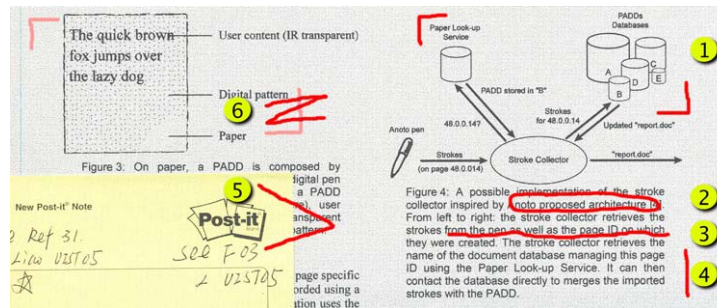 The quick brown
fox jumps over
the lazy dog
User content (IR transparent)
Digital pattern
Paper
6
Figure 3: On paper, a PADD is composed by
digital pen
a PADD
user
5
New Post-it® Note
Post-it
Ref 31.
UIST05
See F03
UIST05
page specific
orded using a
ation uses the
Paper Look-up
Service
PADDs
Databases
A
B
C
D
E
1
PADD stored in "B"
48.0.0.14?
Strokes
for 48.0.0.14
Updated "report.doc"
Anoto pen
Strokes
(on page 48.0.014)
Stroke Collector
"report.doc"
Figure 4: A possible implementation of the stroke
collector inspired by Anoto proposed architecture [4].
From left to right: the stroke collector retrieves the
strokes from the pen as well as the page ID on which
they were created. The stroke collector retrieves the
name of the document database managing this page
ID using the Paper Look-up Service. It can then
contact the database directly to merges the imported
strokes with the PADD.
2
3
4